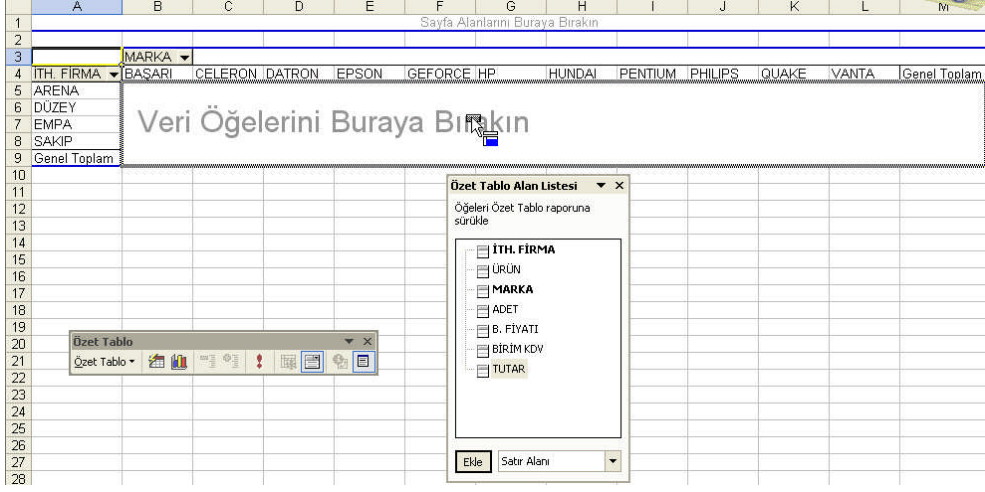 A B C D E F G H I J K L M
1 Sayfa Alanlarını Buraya Bırakın
2
3 MARKA
4 İTH. FİRMA BAŞARI CELERON DATRON EPSON GEFORCE HP HUNDAI PENTIUM PHILIPS QUAKE VANTA Genel Toplam
5 ARENA
6 DÜZEY
7 EMPA
8 SAKIP
9 Genel Toplam
Veri Öğelerini Buraya Bırakın
10
11
12
13
14
15
16
17
18
19
20
21
22
23
24
25
26
27
28
Özet Tablo Alan Listesi
Öğeleri Özet Tablo raporuna
sürükle
İTH. FİRMA
ÜRÜN
MARKA
ADET
B. FİYATI
BİRİM KDV
TUTAR
Ekle Satır Alanı
Özet Tablo
Özet Tablo